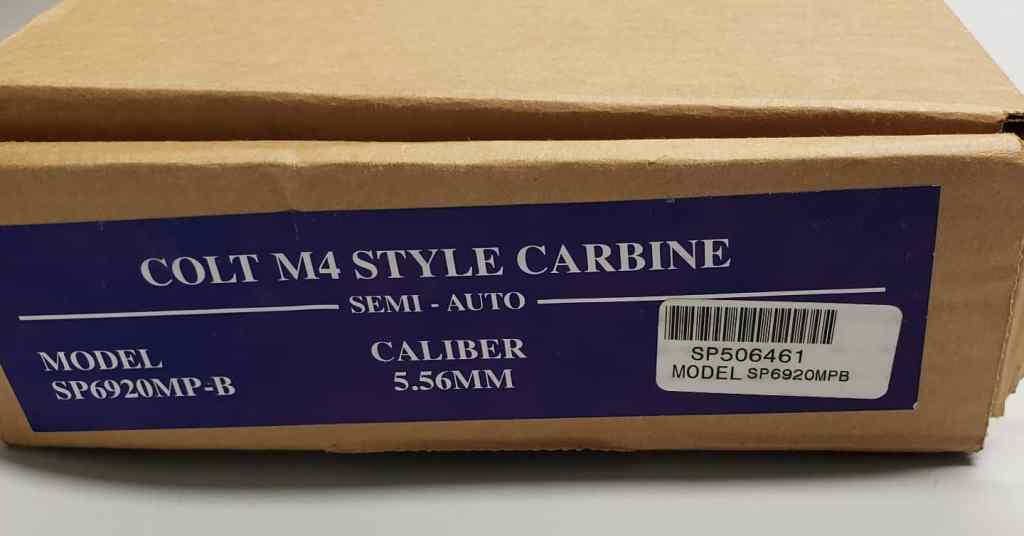 COLT M4 STYLE CARBINE
SEMI - AUTO
MODEL
SP6920MP-B
CALIBER
5.56MM
SP506461
MODEL SP6920MPB